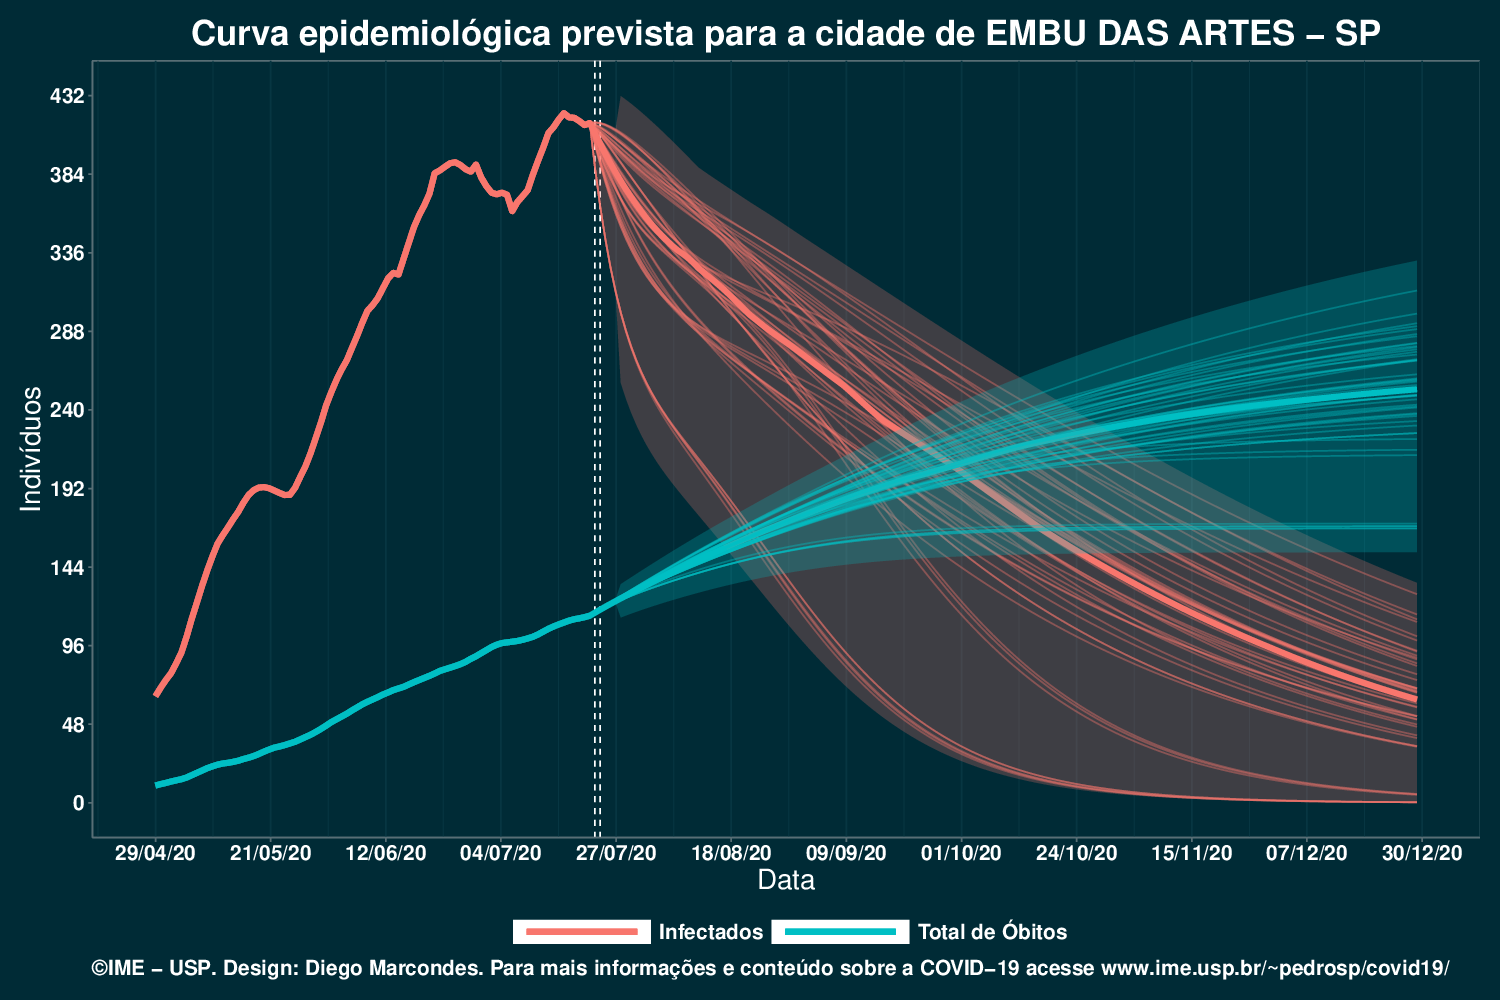 Curva epidemiológica prevista para a cidade de EMBU DAS ARTES – SP
432
384
336
288
240
192
144
96
48
0
Indivíduos
29/04/20 21/05/20 12/06/20 04/07/20 27/07/20 18/08/20 09/09/20 01/10/20 24/10/20 15/11/20 07/12/20 30/12/20
Data
Infectados Total de Óbitos
©IME – USP. Design: Diego Marcondes. Para mais informações e conteúdo sobre a COVID–19 acesse www.ime.usp.br/~pedrosp/covid19/